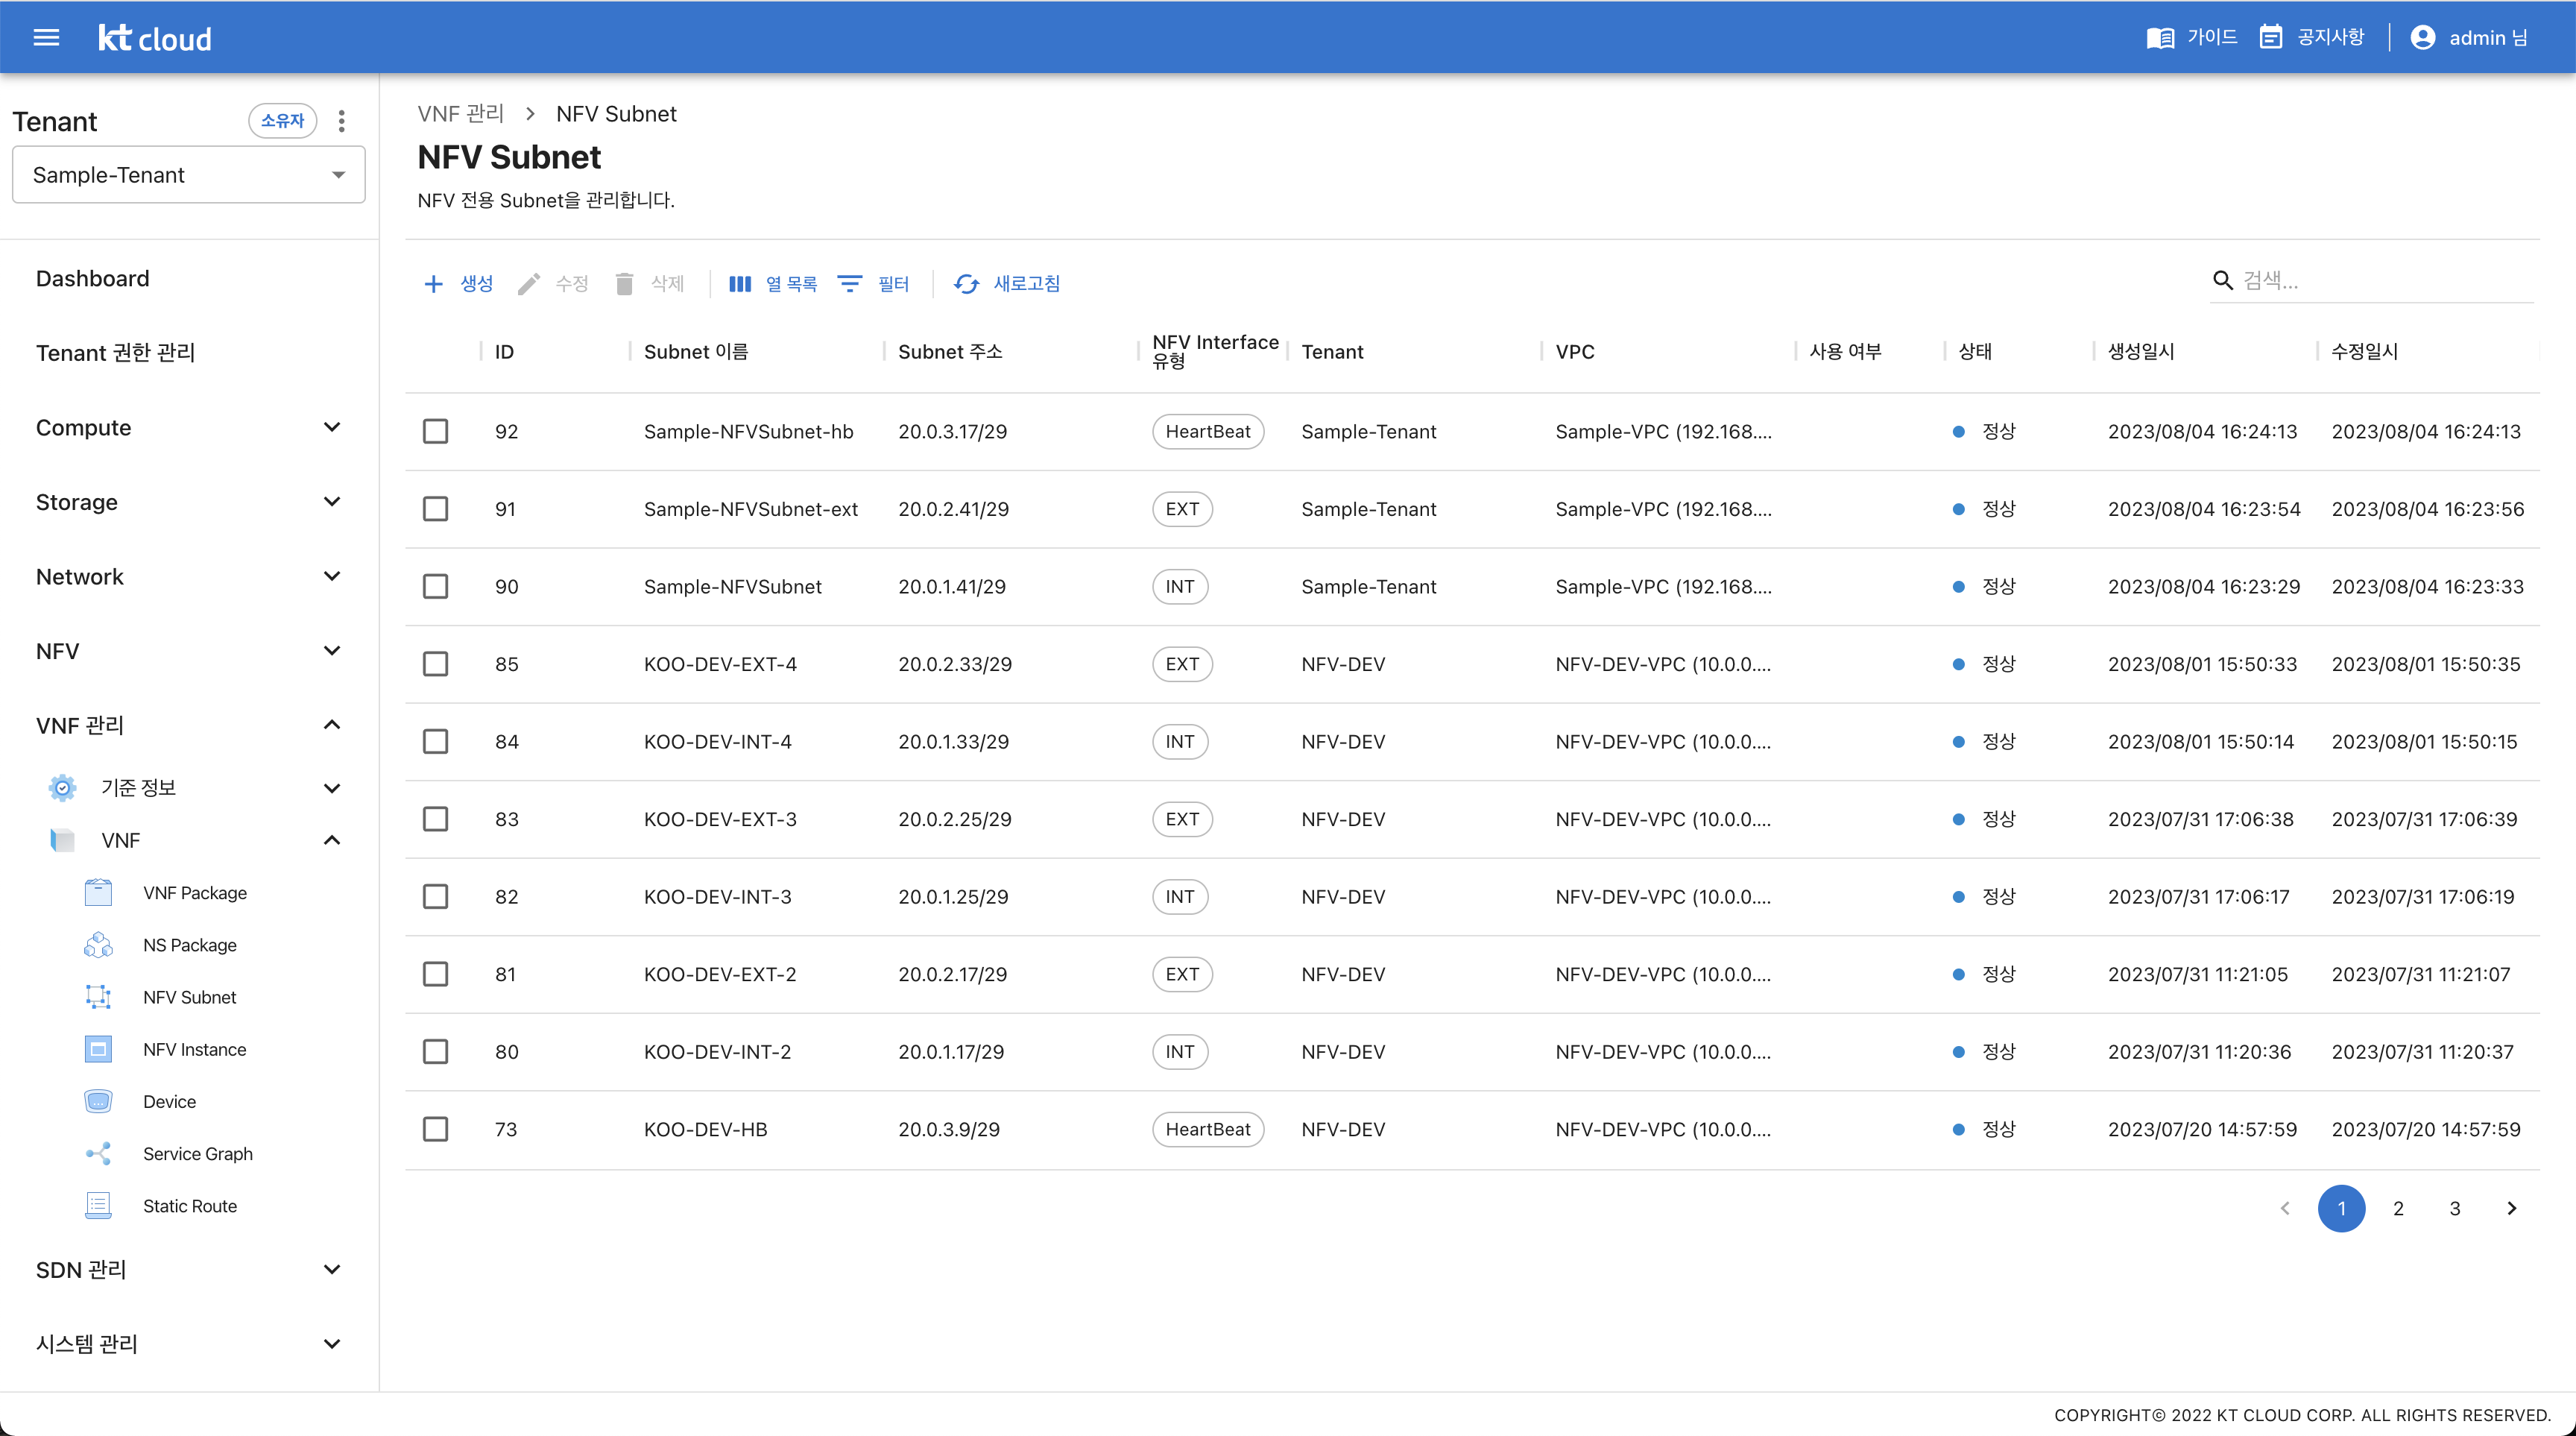 kt cloud
가이드 공지사항 admin 님
Tenant 소유자
Sample-Tenant
Dashboard
Tenant 권한 관리
Compute
Storage
Network
NFV
VNF 관리
기준 정보
VNF
VNF Package
NS Package
NFV Subnet
NFV Instance
Device
Service Graph
Static Route
SDN 관리
시스템 관리
VNF 관리 > NFV Subnet
NFV Subnet
NFV 전용 Subnet을 관리합니다.
생성 수정 삭제 열 목록 필터 새로고침 검색...
ID Subnet 이름 Subnet 주소 NFV Interface 유형 Tenant VPC 사용 여부 상태 생성일시 수정일시
92 Sample-NFVSubnet-hb 20.0.3.17/29 HeartBeat Sample-Tenant Sample-VPC (192.168.... 정상 2023/08/04 16:24:13 2023/08/04 16:24:13
91 Sample-NFVSubnet-ext 20.0.2.41/29 EXT Sample-Tenant Sample-VPC (192.168.... 정상 2023/08/04 16:23:54 2023/08/04 16:23:56
90 Sample-NFVSubnet 20.0.1.41/29 INT Sample-Tenant Sample-VPC (192.168.... 정상 2023/08/04 16:23:29 2023/08/04 16:23:33
85 KOO-DEV-EXT-4 20.0.2.33/29 EXT NFV-DEV NFV-DEV-VPC (10.0.0.... 정상 2023/08/01 15:50:33 2023/08/01 15:50:35
84 KOO-DEV-INT-4 20.0.1.33/29 INT NFV-DEV NFV-DEV-VPC (10.0.0.... 정상 2023/08/01 15:50:14 2023/08/01 15:50:15
83 KOO-DEV-EXT-3 20.0.2.25/29 EXT NFV-DEV NFV-DEV-VPC (10.0.0.... 정상 2023/07/31 17:06:38 2023/07/31 17:06:39
82 KOO-DEV-INT-3 20.0.1.25/29 INT NFV-DEV NFV-DEV-VPC (10.0.0.... 정상 2023/07/31 17:06:17 2023/07/31 17:06:19
81 KOO-DEV-EXT-2 20.0.2.17/29 EXT NFV-DEV NFV-DEV-VPC (10.0.0.... 정상 2023/07/31 11:21:05 2023/07/31 11:21:07
80 KOO-DEV-INT-2 20.0.1.17/29 INT NFV-DEV NFV-DEV-VPC (10.0.0.... 정상 2023/07/31 11:20:36 2023/07/31 11:20:37
73 KOO-DEV-HB 20.0.3.9/29 HeartBeat NFV-DEV NFV-DEV-VPC (10.0.0.... 정상 2023/07/20 14:57:59 2023/07/20 14:57:59
1 2 3
COPYRIGHT© 2022 KT CLOUD CORP. ALL RIGHTS RESERVED.